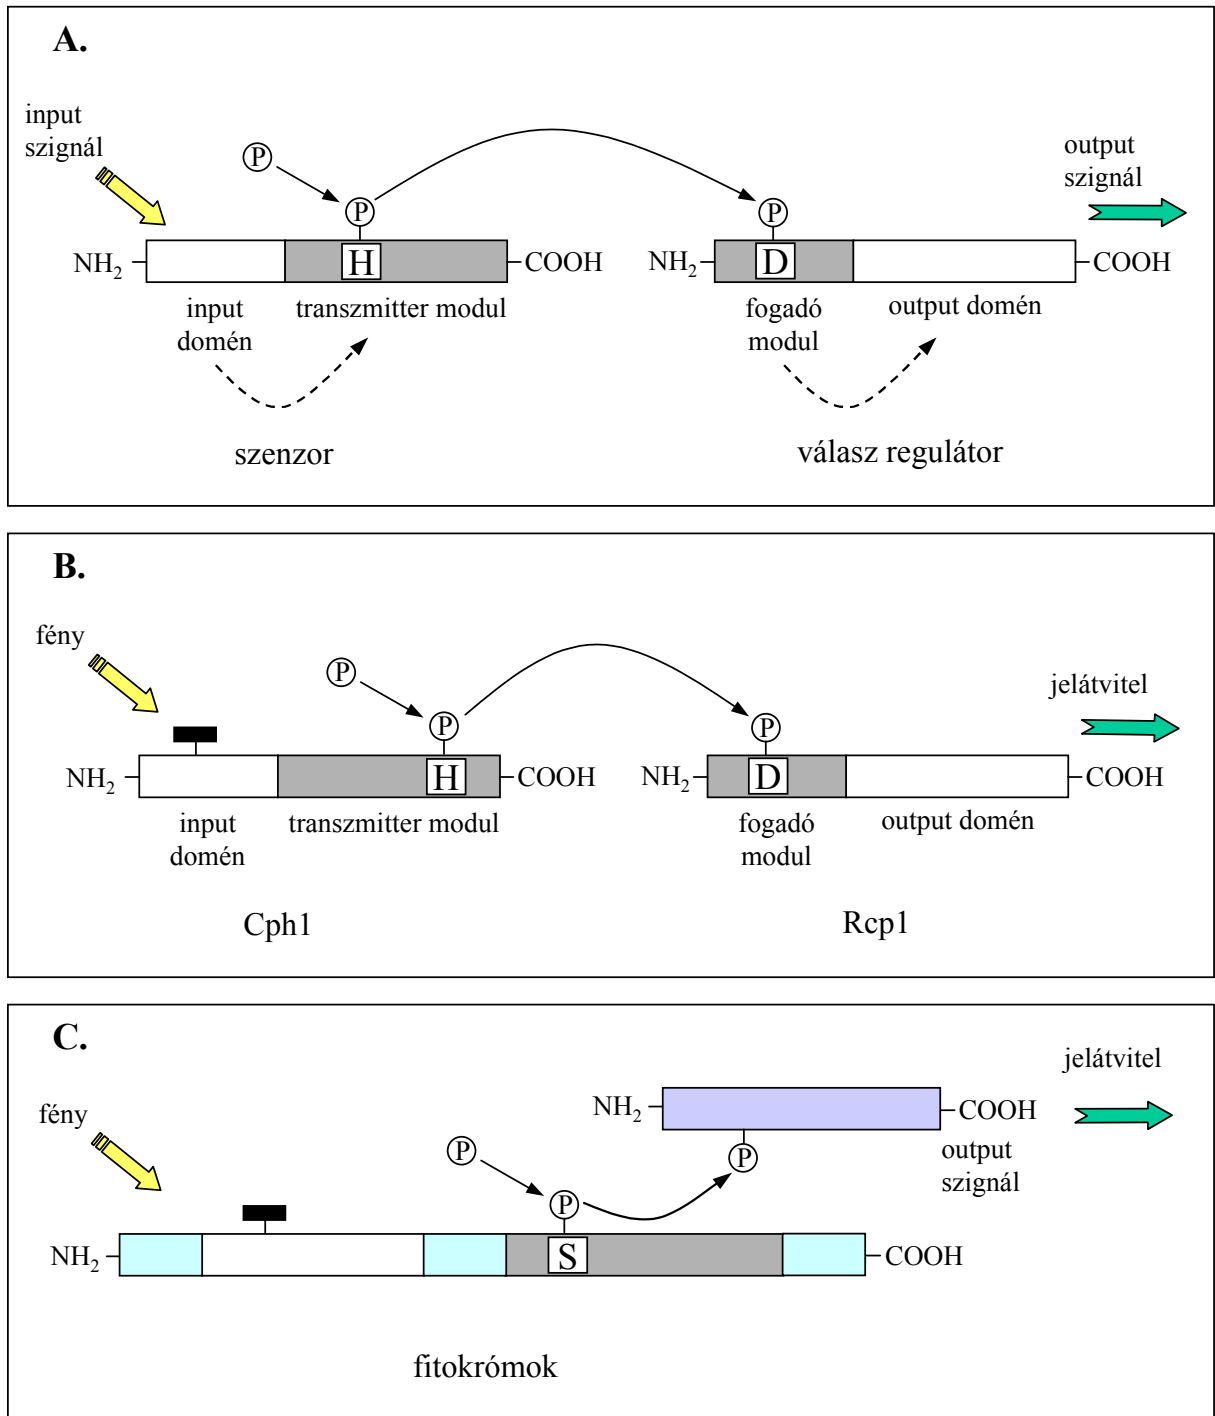 A.
input
szignál
P
P
P
output
szignál
NH2
H
COOH
NH2
D
COOH
input
domén
transzmitter modul
fogadó
modul
output domén
szenzor
válasz regulátor
B.
fény
P
P
P
jelátvitel
NH2
H
COOH
NH2
D
COOH
input
domén
transzmitter modul
fogadó
modul
output domén
Cph1
Rcp1
C.
jelátvitel
fény
NH2
COOH
P
P
output
szignál
P
NH2
S
COOH
fitokrómok